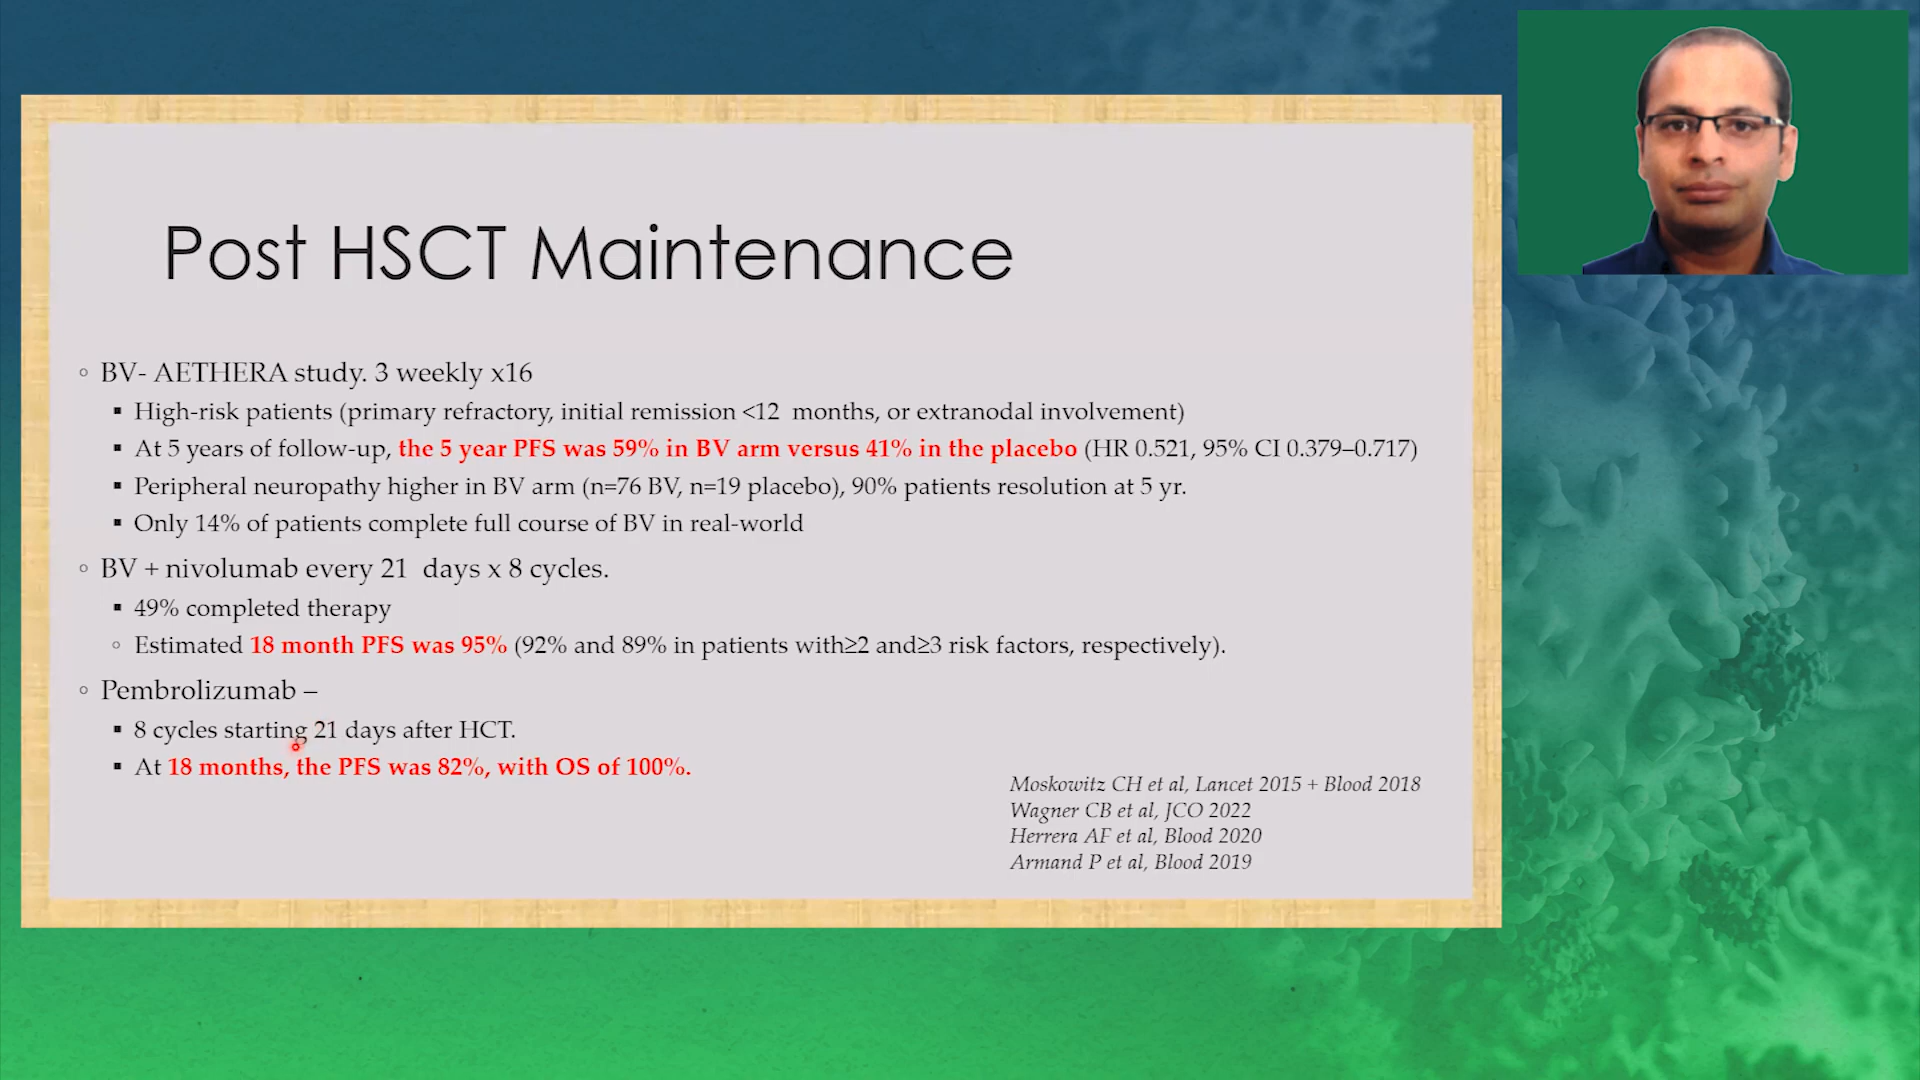 Post HSCT Maintenance
BV- AETHERA study. 3 weekly x16
High-risk patients (primary refractory, initial remission <12 months, or extranodal involvement)
At 5 years of follow-up, the 5 year PFS was 59% in BV arm versus 41% in the placebo (HR 0.521, 95% CI 0.379–0.717)
Peripheral neuropathy higher in BV arm (n=76 BV, n=19 placebo), 90% patients resolution at 5 yr.
Only 14% of patients complete full course of BV in real-world
BV + nivolumab every 21 days x 8 cycles.
49% completed therapy
Estimated 18 month PFS was 95% (92% and 89% in patients with≥2 and≥3 risk factors, respectively).
Pembrolizumab –
8 cycles starting 21 days after HCT.
At 18 months, the PFS was 82%, with OS of 100%.
Moskowitz CH et al, Lancet 2015 + Blood 2018
Wagner CB et al, JCO 2022
Herrera AF et al, Blood 2020
Armand P et al, Blood 2019